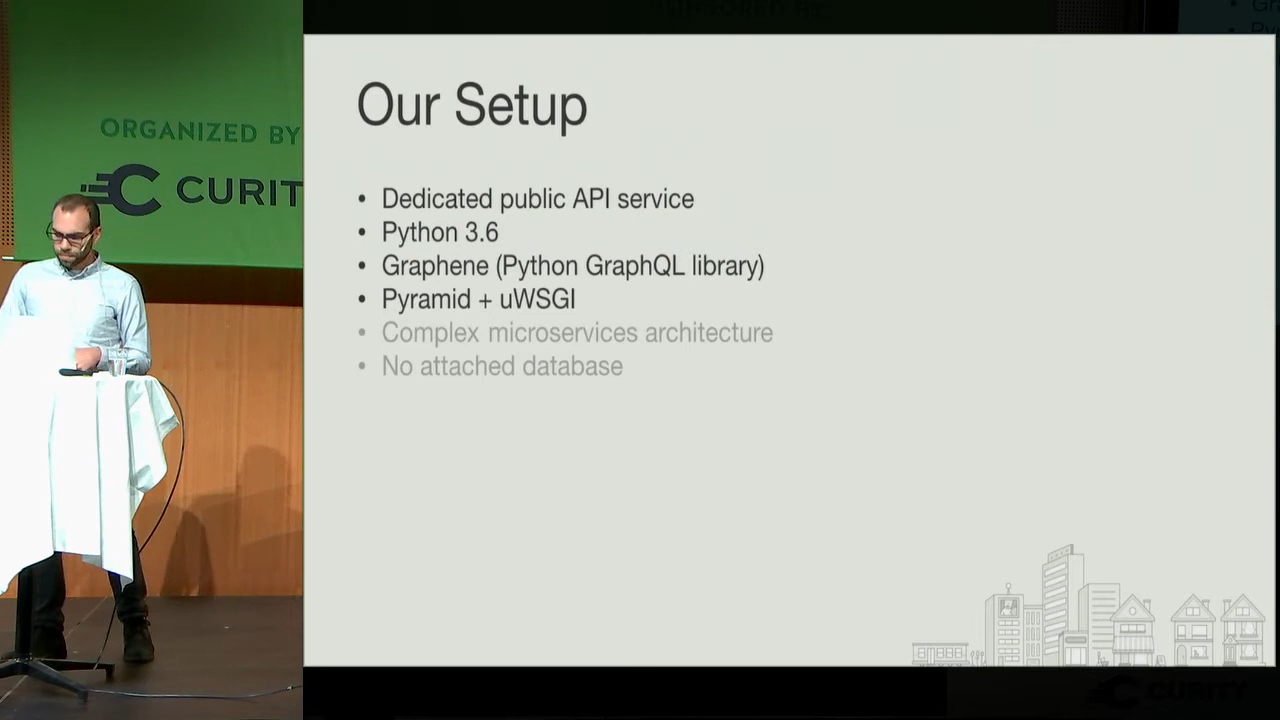 ORGANIZED BY
CURIT
Our Setup
• Dedicated public API service
• Python 3.6
• Graphene (Python GraphQL library)
• Pyramid + uWSGI
• Complex microservices architecture
• No attached database
CURITY